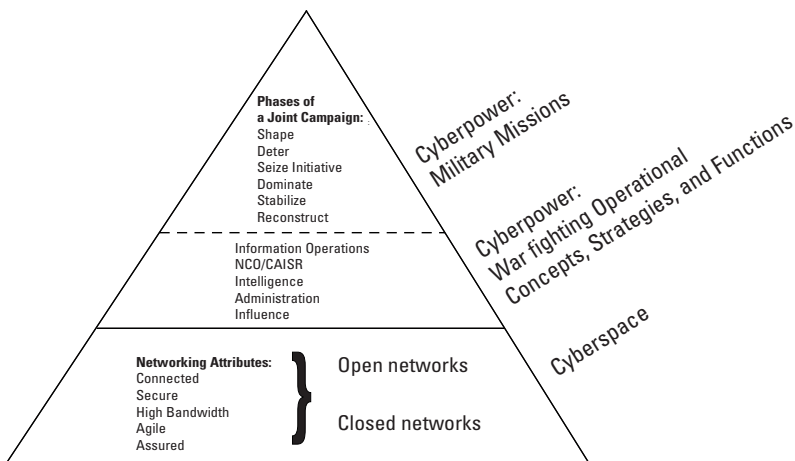 Phases of
a Joint Campaign:
Shape
Deter
Seize Initiative
Dominate
Stabilize
Reconstruct
Cyberpower:
Military Missions
Information Operations
NCO/CAISR
Intelligence
Administration
Influence
Cyberpower:
War fighting Operational
Concepts, Strategies, and Functions
Networking Attributes:
Connected
Secure
High Bandwidth
Agile
Assured
Open networks
Closed networks
Cyberspace